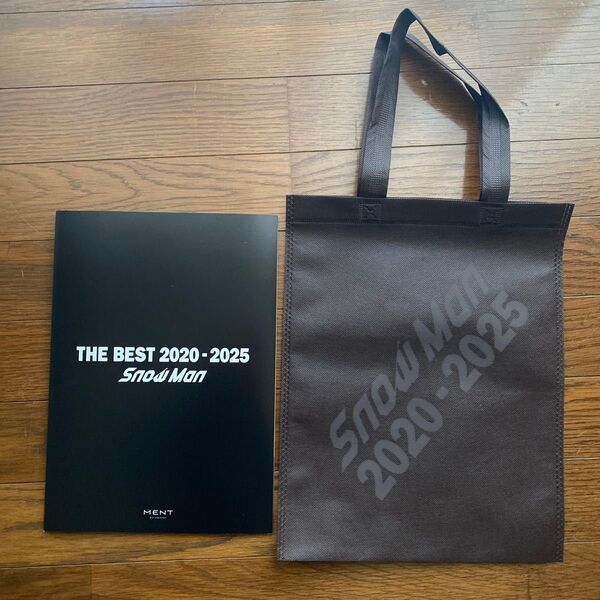 THE BEST 2020-2025
Snow Man
MENT
Snow Man
2020-2025